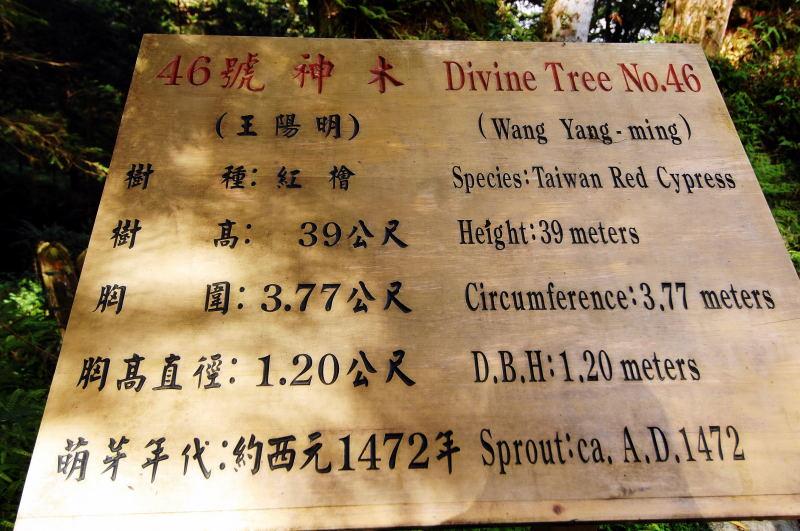 46號 神木 Divine Tree No.46
(王陽明) (Wang Yang-ming)
樹 種: 紅 檜 Species:Taiwan Red Cypress
樹 高: 39公尺 Height:39 meters
胸 圍: 3.77公尺 Circumference:3.77 meters
胸高直徑: 1.20公尺 D.B.H:1.20 meters
萌芽年代:約西元1472年 Sprout:ca. A.D.1472